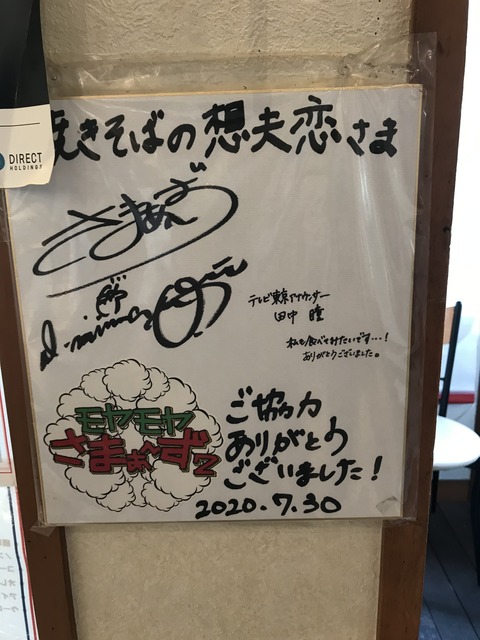 焼きそばの想夫恋さま
さまぁ〜ず
テレビ東京アナウンサー
田中 瞳
私も食べてみたいです…!
ありがとうございました。
モヤモヤ
さまぁ〜ず2
ご協力
ありがとう
ございました!
2020.7.30
DIRECT
HOLDINGS